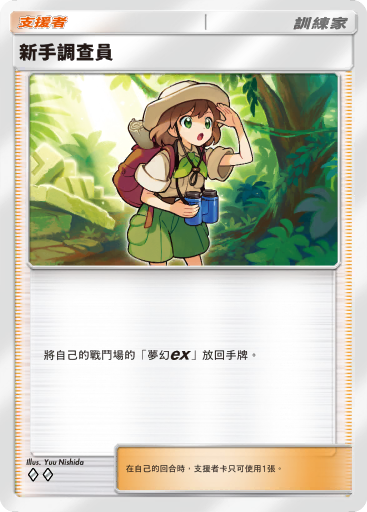 支援者
訓練家
新手調查員
將自己的戰鬥場的「夢幻ex」放回手牌。
Illus. Yuu Nishida
在自己的回合時，支援者卡只可使用1張。